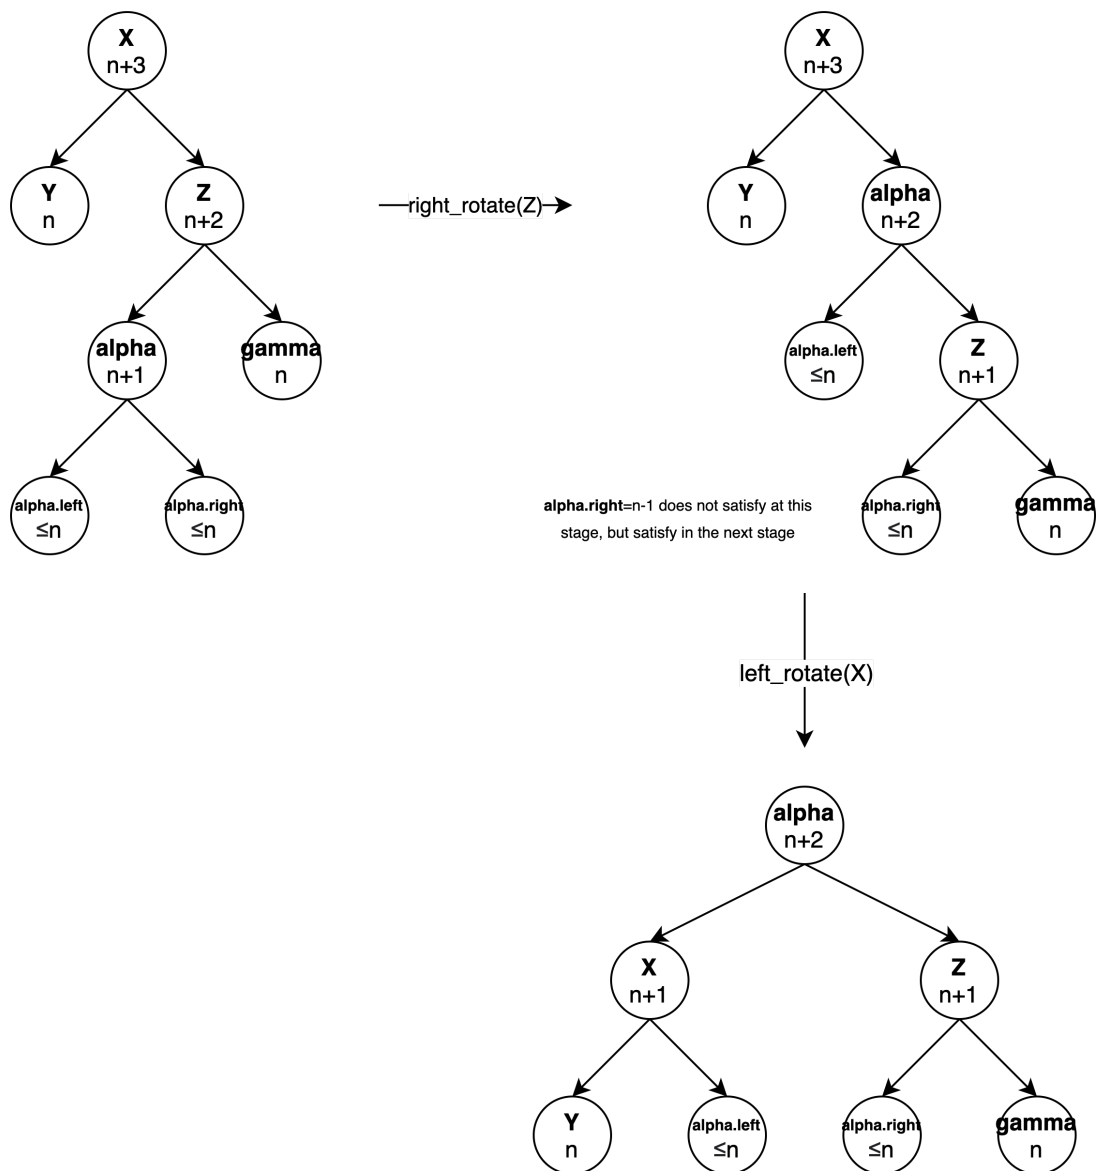 X
n+3
Y
n
Z
n+2
alpha
n+1
gamma
n
alpha.left
≤n
alpha.right
≤n
right_rotate(Z)
X
n+3
Y
n
alpha
n+2
alpha.left
≤n
Z
n+1
alpha.right
≤n
gamma
n
alpha.right=n-1 does not satisfy at this
stage, but satisfy in the next stage
left_rotate(X)
alpha
n+2
X
n+1
Z
n+1
Y
n
alpha.left
≤n
alpha.right
≤n
gamma
n